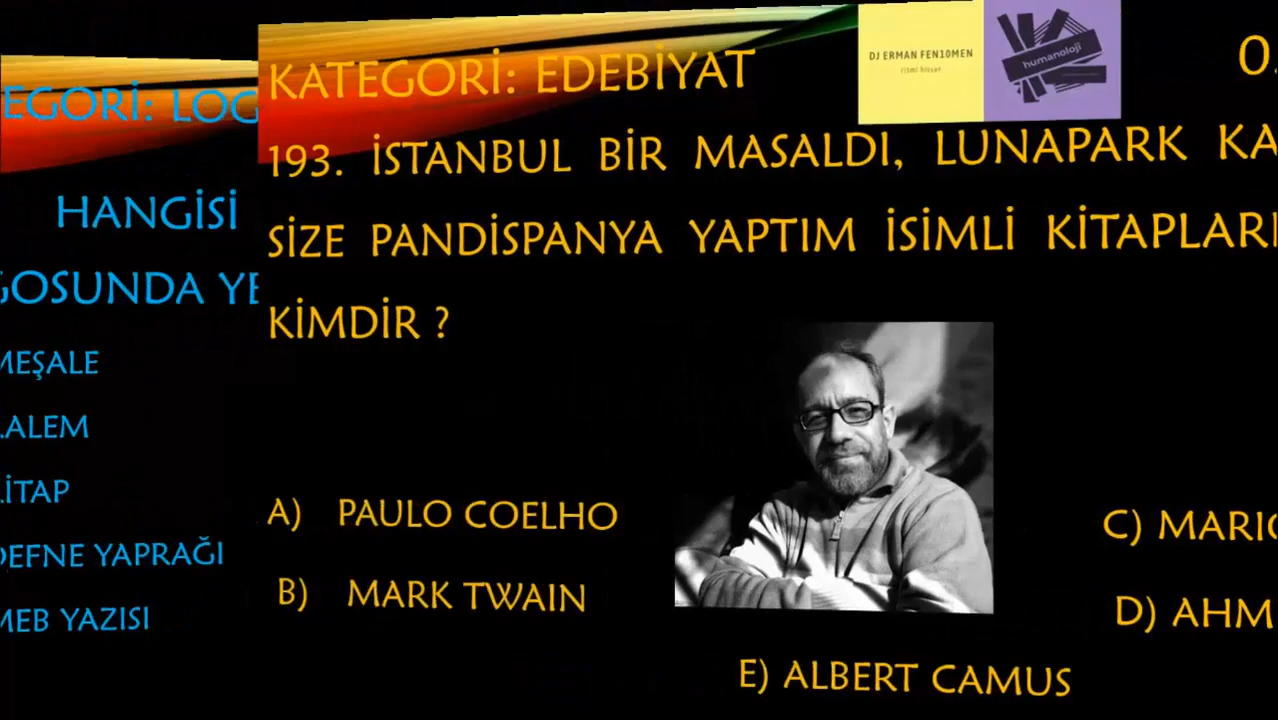 EGORİ: LOG
HANGİSİ
GOSUNDA YE
MEŞALE
ALEM
İTAP
DEFNE YAPRAĞI
MEB YAZISI
KATEGORİ: EDEBİYAT
DJ ERMAN FEN10MEN
ritmi hisset
humanoloji
193. İSTANBUL BİR MASALDI, LUNAPARK KA
SİZE PANDİSPANYA YAPTIM İSİMLİ KİTAPLARI
KİMDİR ?
A) PAULO COELHO
B) MARK TWAIN
C) MARIO
D) AHM
E) ALBERT CAMUS